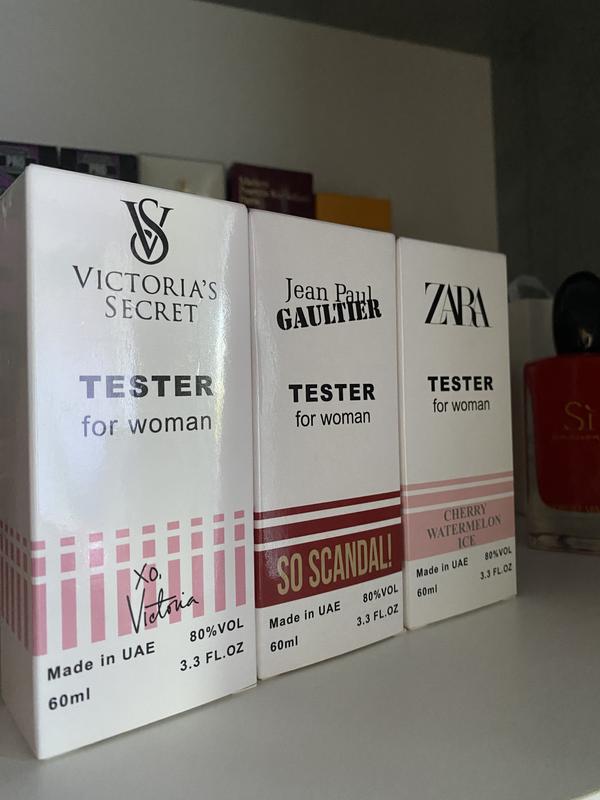 VS
VICTORIA'S
SECRET
TESTER
for woman
XO,
Victoria
Made in UAE
80%VOL
60ml
3.3 FL.OZ
Jean Paul
GAULTIER
TESTER
for woman
SO SCANDAL!
Made in UAE
80%VOL
60ml
3.3 FL.OZ
ZARA
TESTER
for woman
CHERRY
WATERMELON
ICE
Made in UAE
80%VOL
60ml
3.3 FL.OZ
Sì